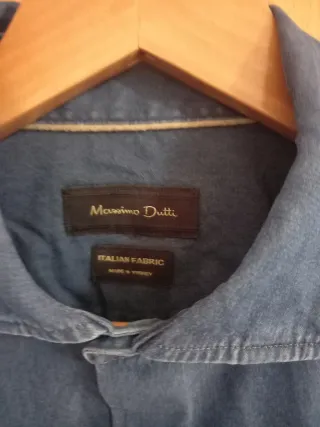 Massimo Dutti
ITALIAN FABRIC
MADE IN TURKEY